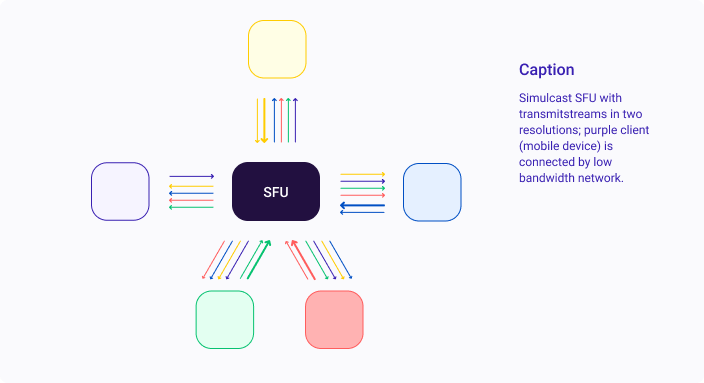 SFU
Caption
Simulcast SFU with
transmitstreams in two
resolutions; purple client
(mobile device) is
connected by low
bandwidth network.